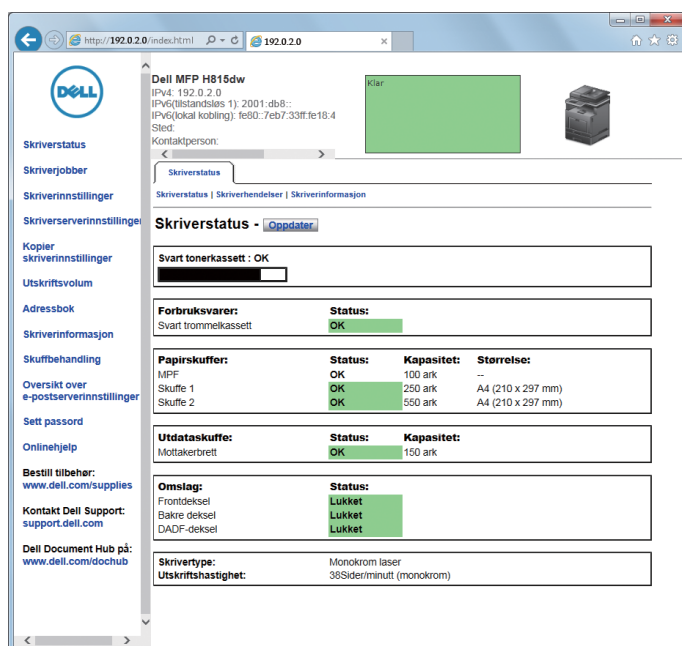 http://192.0.2.0/index.html
192.0.2.0
DELL
Dell MFP H815dw
IPv4: 192.0.2.0
IPv6(tilstandsløs 1): 2001:db8::
IPv6(lokal kobling): fe80::7eb7:33ff:fe18:4
Sted:
Kontaktperson:
Klar
Skriverstatus
Skriverjobber
Skriverinnstillinger
Skriverserverinnstillinger
Kopier
skriverinnstillinger
Utskriftsvolum
Adressbok
Skriverinformasjon
Skuffbehandling
Oversikt over
e-postserverinnstillinger
Sett passord
Onlinehjelp
Bestill tilbehør:
www.dell.com/supplies
Kontakt Dell Support:
support.dell.com
Dell Document Hub på:
www.dell.com/dochub
Skriverstatus
Skriverstatus | Skriverhendelser | Skriverinformasjon
Skriverstatus - Oppdater
Svart tonerkassett : OK
Forbruksvarer: Status:
Svart trommelkassett OK
Papirskuffer: Status: Kapasitet: Størrelse:
MPF OK 100 ark --
Skuffe 1 OK 250 ark A4 (210 x 297 mm)
Skuffe 2 OK 550 ark A4 (210 x 297 mm)
Utdataskuffe: Status: Kapasitet:
Mottakerbrett OK 150 ark
Omslag: Status:
Frontdeksel Lukket
Bakre deksel Lukket
DADF-deksel Lukket
Skrivertype: Monokrom laser
Utskriftshastighet: 38Sider/minutt (monokrom)